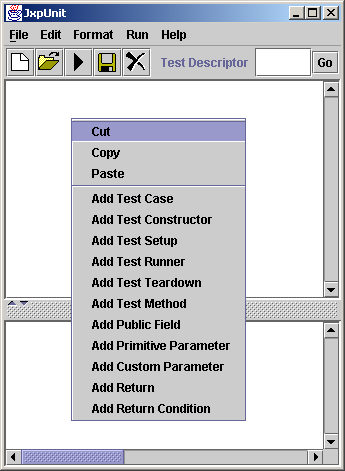 JxpUnit
File Edit Format Run Help
Test Descriptor Go
Cut
Copy
Paste
Add Test Case
Add Test Constructor
Add Test Setup
Add Test Runner
Add Test Teardown
Add Test Method
Add Public Field
Add Primitive Parameter
Add Custom Parameter
Add Return
Add Return Condition